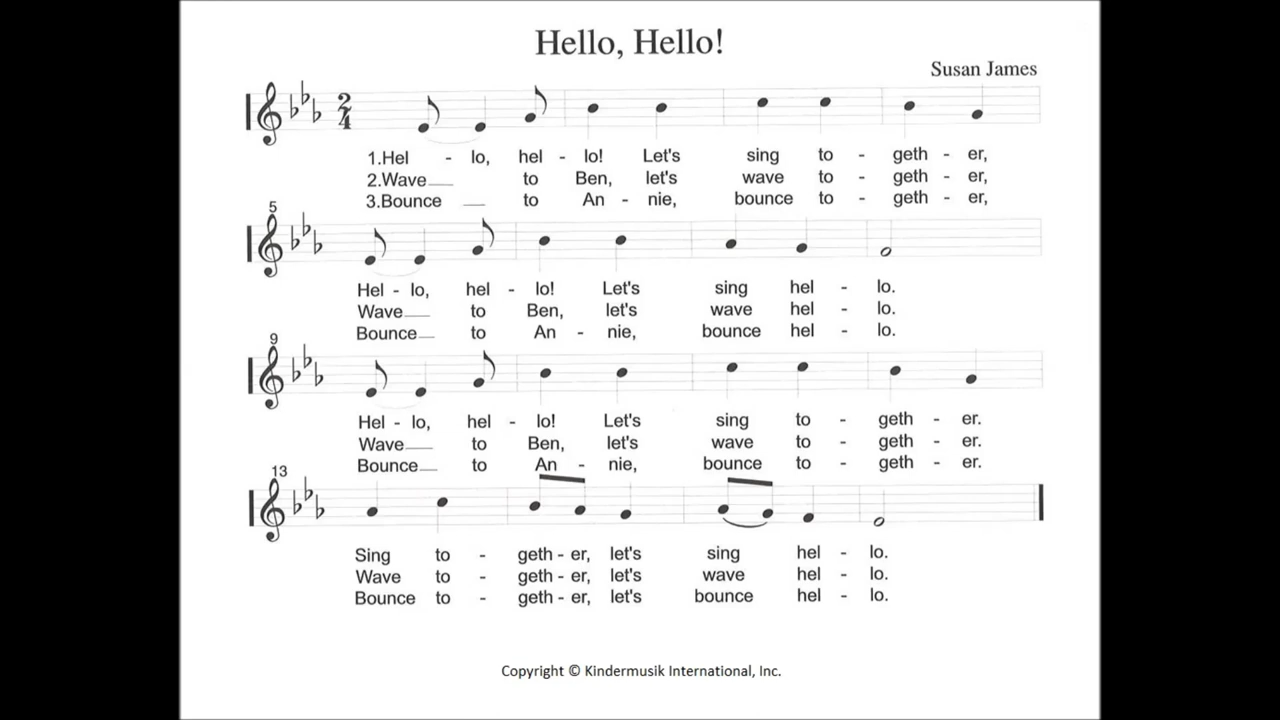 Hello, Hello!
Susan James
2
4
1.Hel - lo, hel - lo! Let's sing to - geth - er,
2.Wave to Ben, let's wave to - geth - er,
3.Bounce to An - nie, bounce to - geth - er,
5
Hel - lo, hel - lo! Let's sing hel - lo.
Wave to Ben, let's wave hel - lo.
Bounce to An - nie, bounce hel - lo.
9
Hel - lo, hel - lo! Let's sing to - geth - er.
Wave to Ben, let's wave to - geth - er.
Bounce to An - nie, bounce to - geth - er.
13
Sing to - geth - er, let's sing hel - lo.
Wave to - geth - er, let's wave hel - lo.
Bounce to - geth - er, let's bounce hel - lo.
Copyright © Kindermusik International, Inc.